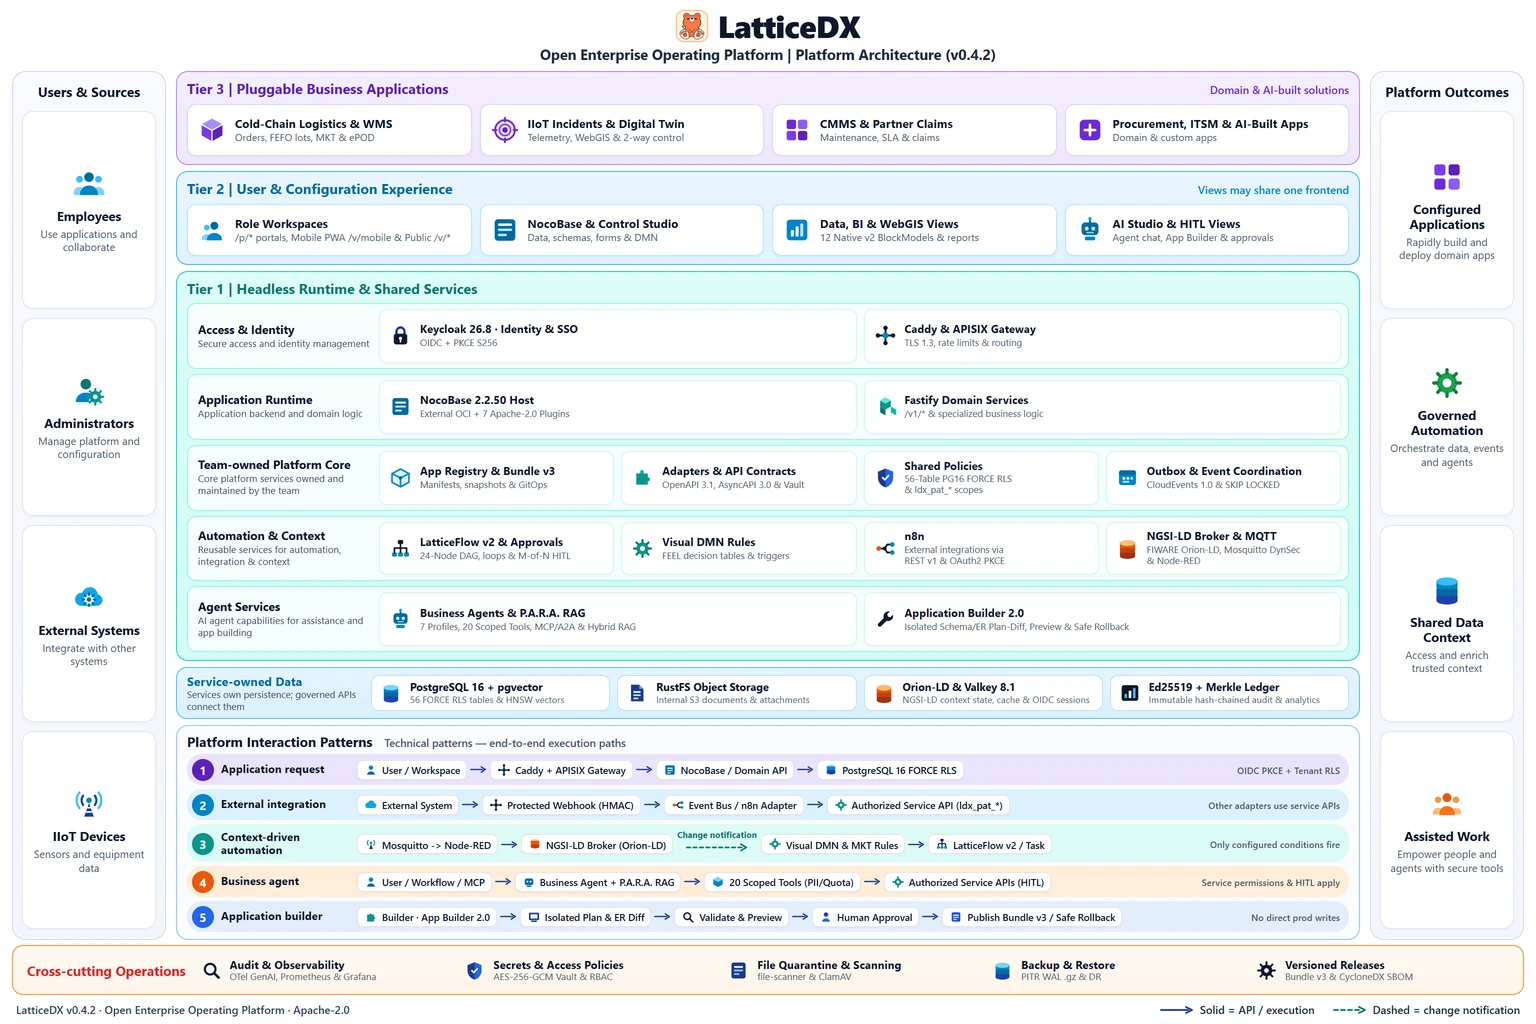 LatticeDX
Open Enterprise Operating Platform | Platform Architecture (v0.4.2)
Users & Sources
Employees
Use applications and
collaborate
Administrators
Manage platform and
configuration
External Systems
Integrate with other
systems
IIoT Devices
Sensors and equipment
data
Tier 3 | Pluggable Business Applications
Domain & AI-built solutions
Cold-Chain Logistics & WMS
Orders, FEFO lots, MKT & ePOD
IIoT Incidents & Digital Twin
Telemetry, WebGIS & 2-way control
CMMS & Partner Claims
Maintenance, SLA & claims
Procurement, ITSM & AI-Built Apps
Domain & custom apps
Tier 2 | User & Configuration Experience
Views may share one frontend
Role Workspaces
/p/* portals, Mobile PWA /v/mobile & Public /v/*
NocoBase & Control Studio
Data, schemas, forms & DMN
Data, BI & WebGIS Views
12 Native v2 BlockModels & reports
AI Studio & HITL Views
Agent chat, App Builder & approvals
Tier 1 | Headless Runtime & Shared Services
Access & Identity
Secure access and identity management
Keycloak 26.8 · Identity & SSO
OIDC + PKCE S256
Caddy & APISIX Gateway
TLS 1.3, rate limits & routing
Application Runtime
Application backend and domain logic
NocoBase 2.2.50 Host
External OCI + 7 Apache-2.0 Plugins
Fastify Domain Services
/v1/* & specialized business logic
Team-owned Platform Core
Core platform services owned and
maintained by the team
App Registry & Bundle v3
Manifests, snapshots & GitOps
Adapters & API Contracts
OpenAPI 3.1, AsyncAPI 3.0 & Vault
Shared Policies
56-Table PG16 FORCE RLS
& ldx_pat_* scopes
Outbox & Event Coordination
CloudEvents 1.0 & SKIP LOCKED
Automation & Context
Reusable services for automation,
integration & context
LatticeFlow v2 & Approvals
24-Node DAG, loops & M-of-N HITL
Visual DMN Rules
FEEL decision tables & triggers
n8n
External integrations via
REST v1 & OAuth2 PKCE
NGSI-LD Broker & MQTT
FIWARE Orion-LD, Mosquitto DynSec
& Node-RED
Agent Services
AI agent capabilities for assistance and
app building
Business Agents & P.A.R.A. RAG
7 Profiles, 20 Scoped Tools, MCP/A2A & Hybrid RAG
Application Builder 2.0
Isolated Schema/ER Plan-Diff, Preview & Safe Rollback
Service-owned Data
Services own persistence; governed APIs
connect them
PostgreSQL 16 + pgvector
56 FORCE RLS tables & HNSW vectors
RustFS Object Storage
Internal S3 documents & attachments
Orion-LD & Valkey 8.1
NGSI-LD context state, cache & OIDC sessions
Ed25519 + Merkle Ledger
Immutable hash-chained audit & analytics
Platform Interaction Patterns
Technical patterns — end-to-end execution paths
1 Application request
User / Workspace
Caddy + APISIX Gateway
NocoBase / Domain API
PostgreSQL 16 FORCE RLS
OIDC PKCE + Tenant RLS
2 External integration
External System
Protected Webhook (HMAC)
Event Bus / n8n Adapter
Authorized Service API (ldx_pat_*)
Other adapters use service APIs
3 Context-driven
automation
Mosquitto -> Node-RED
NGSI-LD Broker (Orion-LD)
Change notification
Visual DMN & MKT Rules
LatticeFlow v2 / Task
Only configured conditions fire
4 Business agent
User / Workflow / MCP
Business Agent + P.A.R.A. RAG
20 Scoped Tools (PII/Quota)
Authorized Service APIs (HITL)
Service permissions & HITL apply
5 Application builder
Builder · App Builder 2.0
Isolated Plan & ER Diff
Validate & Preview
Human Approval
Publish Bundle v3 / Safe Rollback
No direct prod writes
Platform Outcomes
Configured
Applications
Rapidly build and
deploy domain apps
Governed
Automation
Orchestrate data, events
and agents
Shared Data
Context
Access and enrich
trusted context
Assisted Work
Empower people and
agents with secure tools
Cross-cutting Operations
Audit & Observability
OTel GenAI, Prometheus & Grafana
Secrets & Access Policies
AES-256-GCM Vault & RBAC
File Quarantine & Scanning
file-scanner & ClamAV
Backup & Restore
PITR WAL .gz & DR
Versioned Releases
Bundle v3 & CycloneDX SBOM
LatticeDX v0.4.2 · Open Enterprise Operating Platform · Apache-2.0
Solid = API / execution
Dashed = change notification